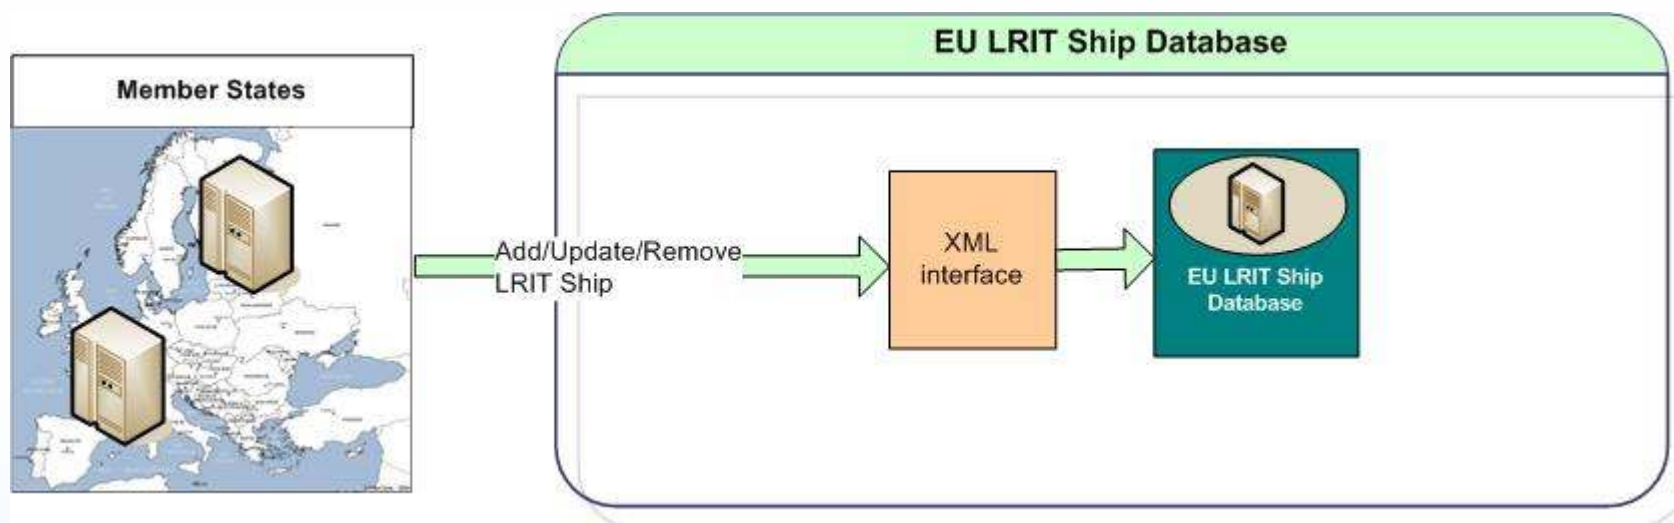 EU LRIT Ship Database
Member States
Add/Update/Remove
LRIT Ship
XML
interface
EU LRIT Ship
Database